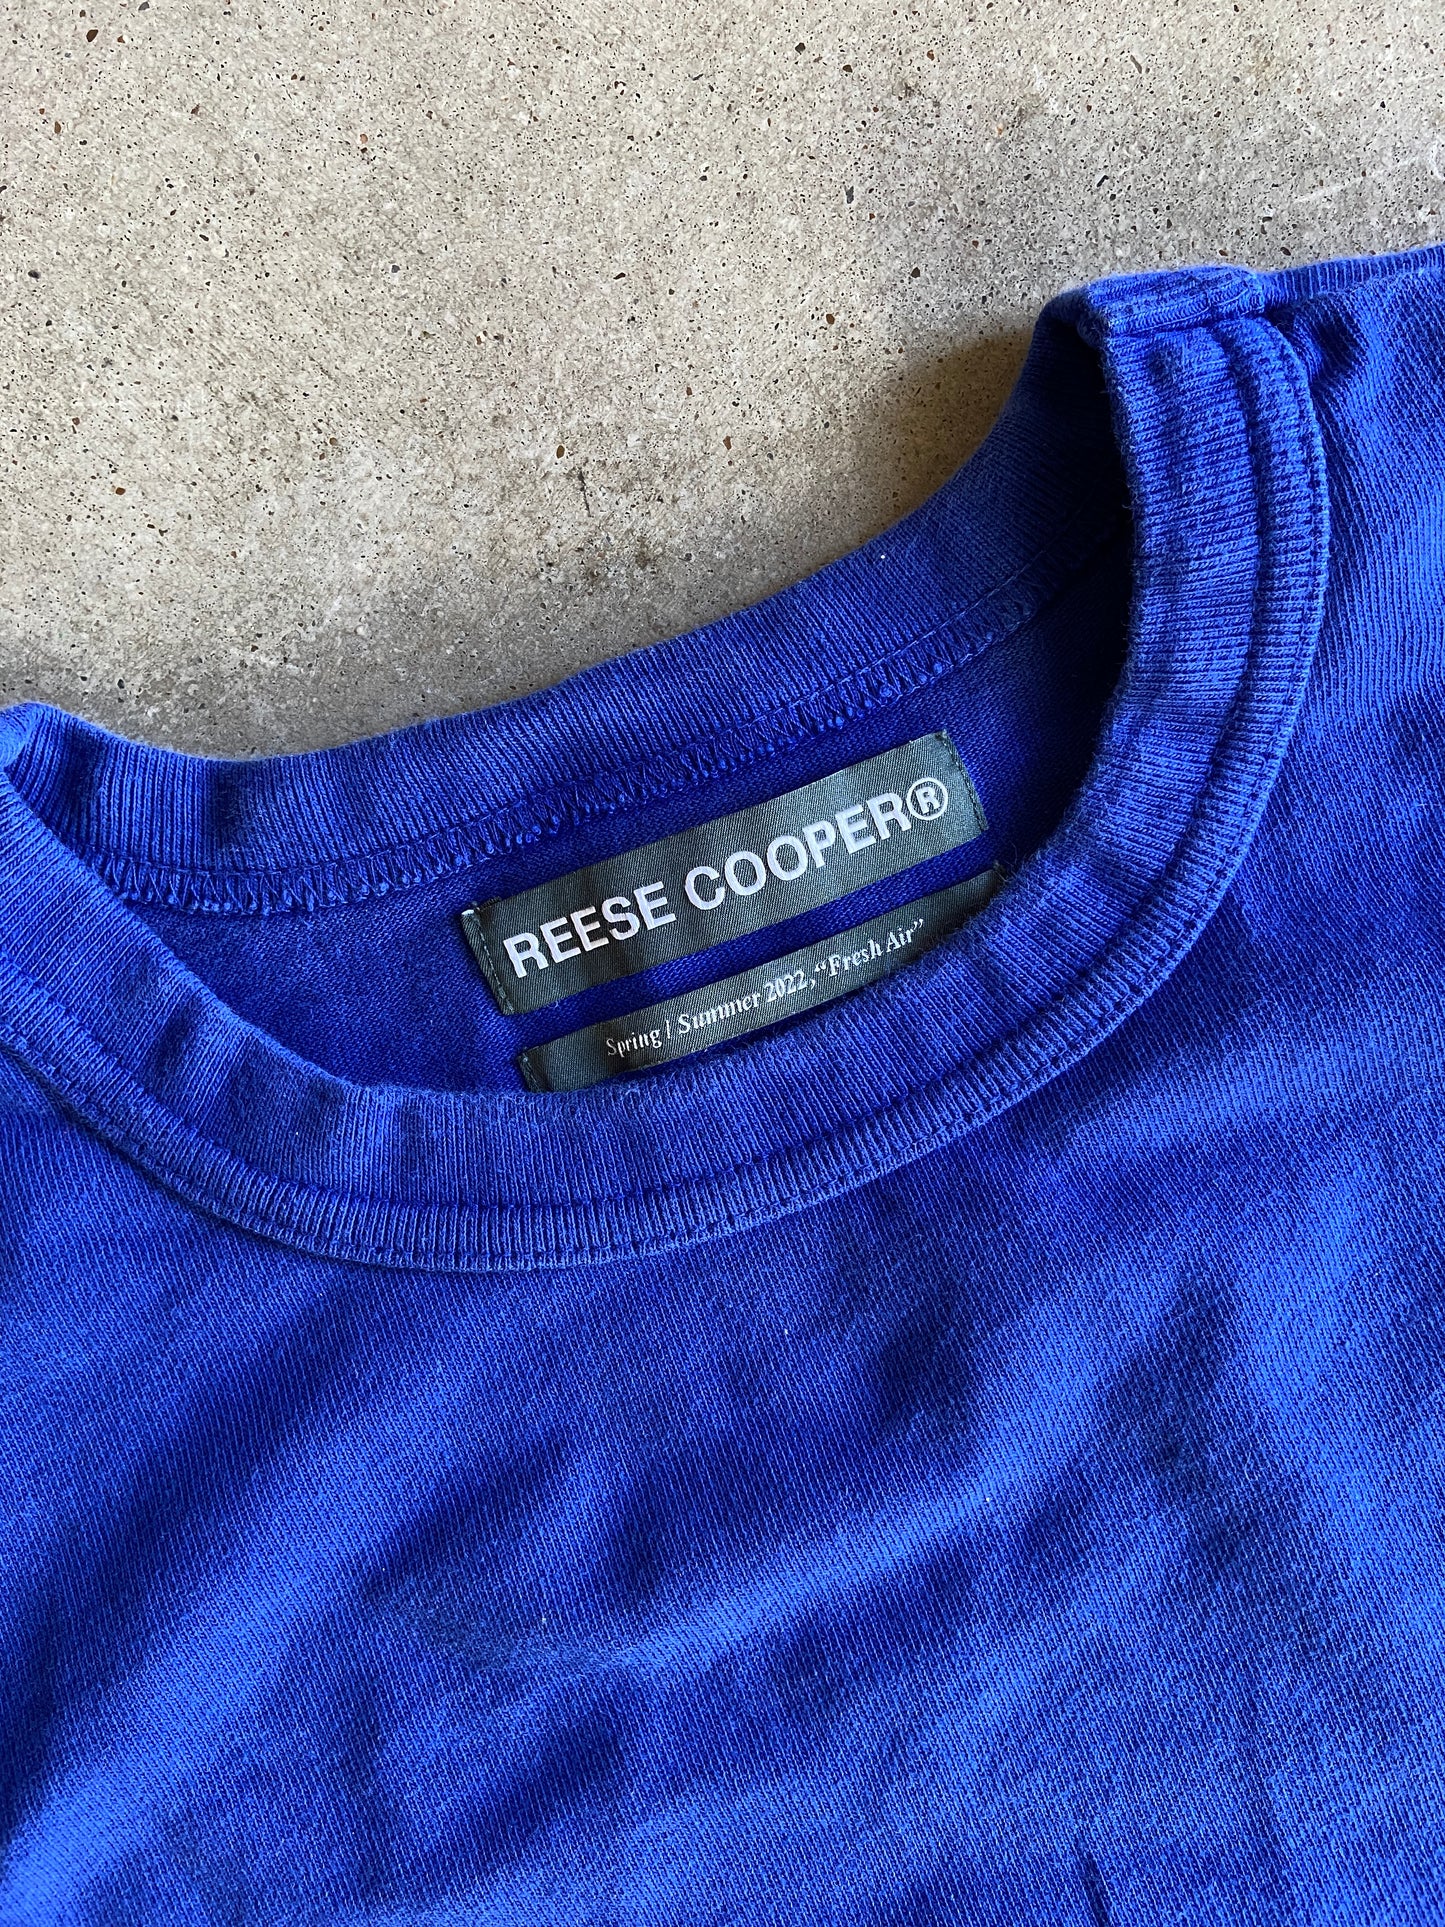 REESE COOPER®
Spring / Summer 2022, “Fresh Air”